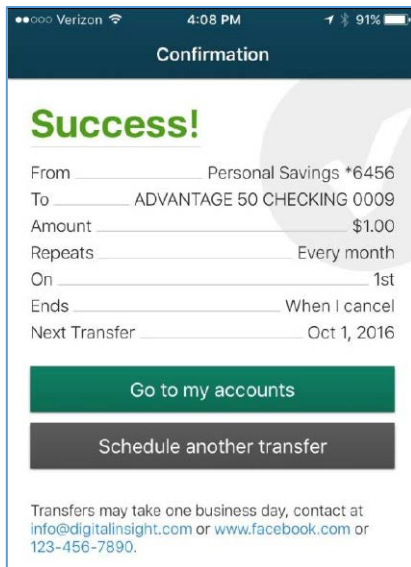 Verizon 4:08 PM 91%
Confirmation
Success!
From Personal Savings *6456
To ADVANTAGE 50 CHECKING 0009
Amount $1.00
Repeats Every month
On 1st
Ends When I cancel
Next Transfer Oct 1, 2016
Go to my accounts
Schedule another transfer
Transfers may take one business day, contact at
info@digitalinsight.com or www.facebook.com or
123-456-7890.